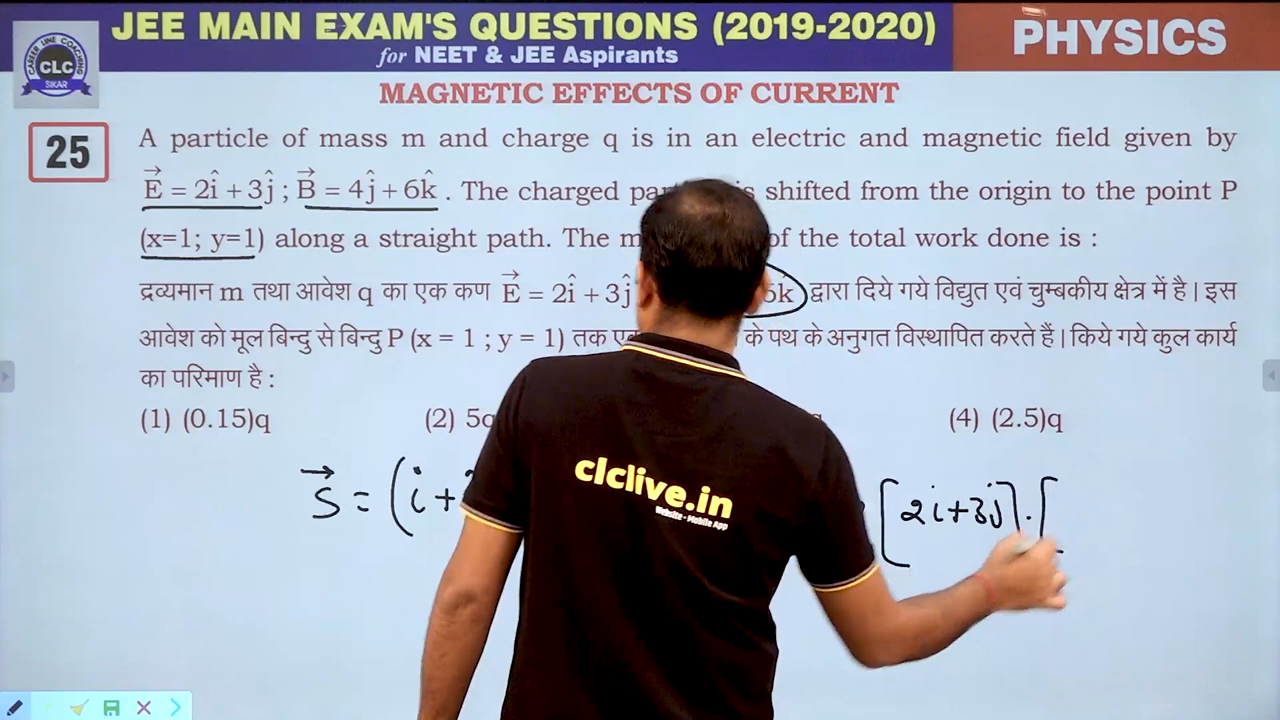 JEE MAIN EXAM'S QUESTIONS (2019-2020)
for NEET & JEE Aspirants
PHYSICS
CAREER LINE COACHING
CLC
SIKAR
MAGNETIC EFFECTS OF CURRENT
25
A particle of mass m and charge q is in an electric and magnetic field given by
E⃗ = 2î + 3ĵ ; B⃗ = 4ĵ + 6k̂ . The charged is shifted from the origin to the point P
(x=1; y=1) along a straight path. The of the total work done is :
द्रव्यमान m तथा आवेश q का एक कण E⃗ = 2î + 3ĵ 6k̂ द्वारा दिये गये विद्युत एवं चुम्बकीय क्षेत्र में है। इस
आवेश को मूल बिन्दु से बिन्दु P (x = 1 ; y = 1) तक के पथ के अनुगत विस्थापित करते हैं। किये गये कुल कार्य
का परिमाण है :
(1) (0.15)q (2) 5q (4) (2.5)q
S⃗ = (i + [2i+3j].[
clclive.in
Website - Mobile App